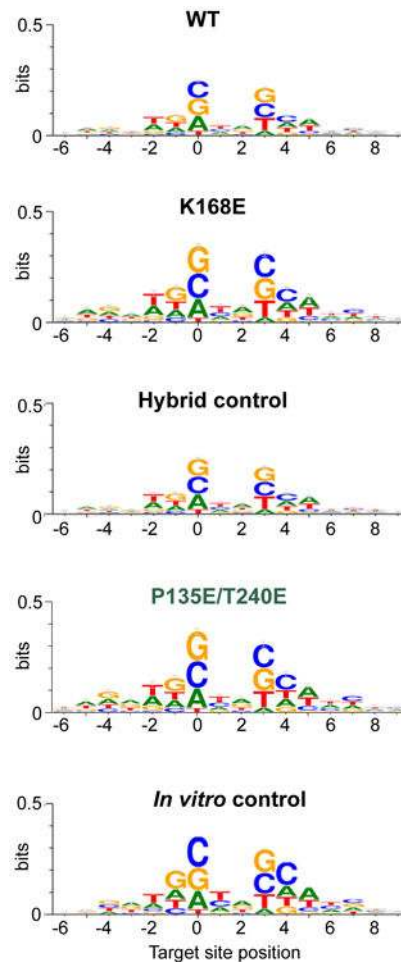 WT
0.5
bits
0
-6 -4 -2 0 2 4 6 8
K168E
0.5
bits
0
-6 -4 -2 0 2 4 6 8
Hybrid control
0.5
bits
0
-6 -4 -2 0 2 4 6 8
P135E/T240E
0.5
bits
0
-6 -4 -2 0 2 4 6 8
In vitro control
0.5
bits
0
-6 -4 -2 0 2 4 6 8
Target site position